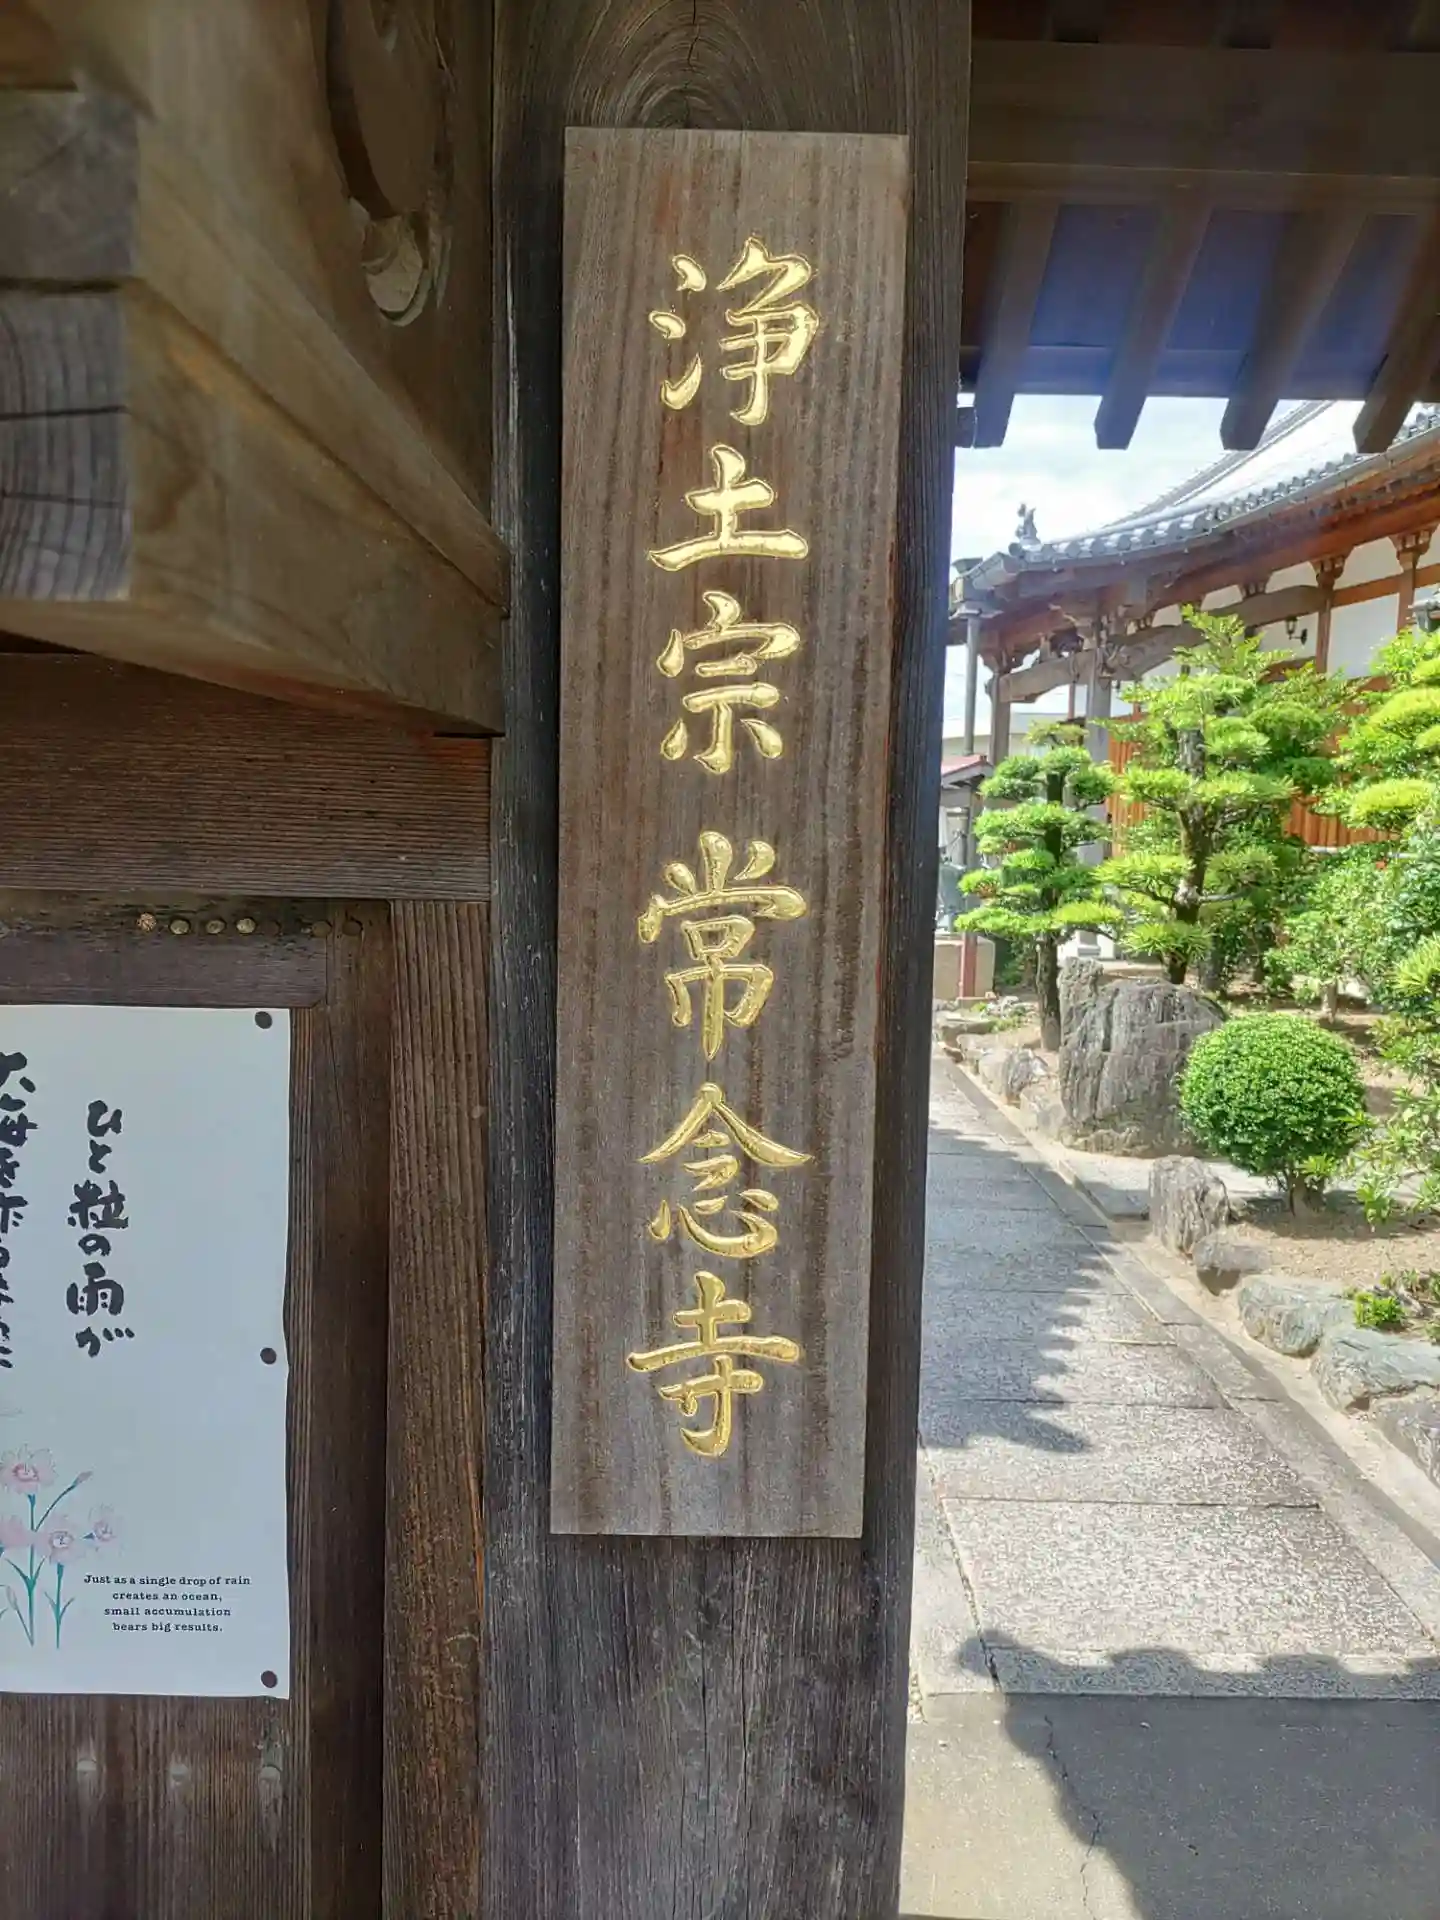 浄土宗 常念寺
ひと粒の雨が
Just as a single drop of rain
creates an ocean,
small accumulation
bears big results.